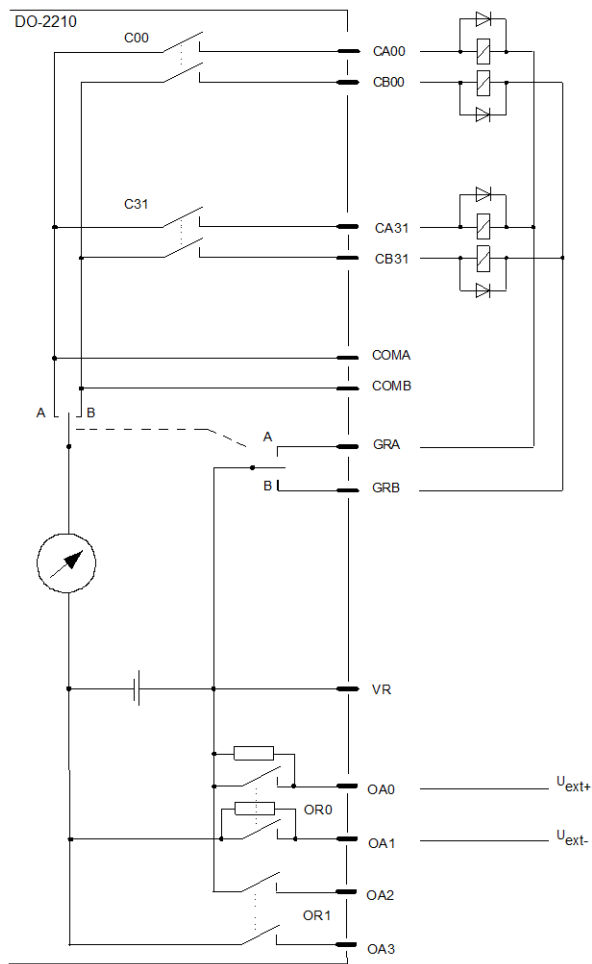 DO-2210
C00
CA00
CB00
C31
CA31
CB31
COMA
COMB
A B
A
GRA
B
GRB
VR
OA0
Uext+
OR0
OA1
Uext-
OA2
OR1
OA3